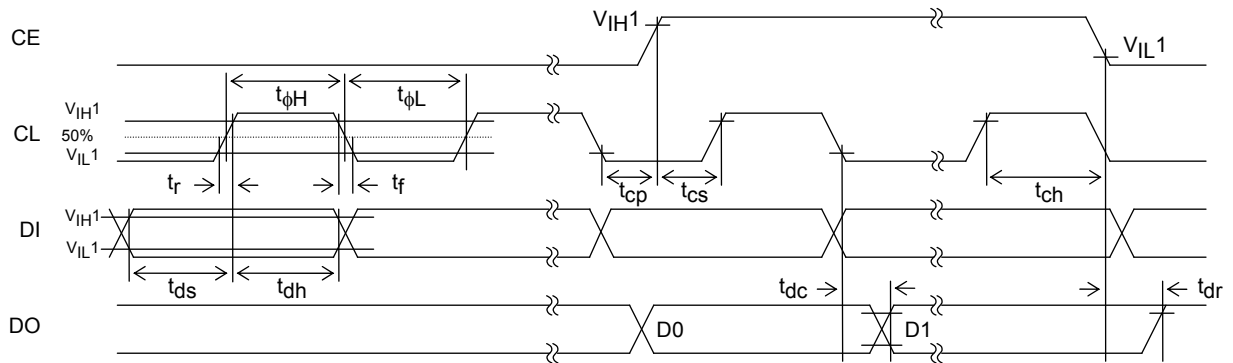 CE
VIH1
VIL1
tϕH
tϕL
VIH1
CL
50%
VIL1
tr
tf
tcp
tcs
tch
VIH1
DI
VIL1
tds
tdh
tdc
tdr
DO
D0
D1